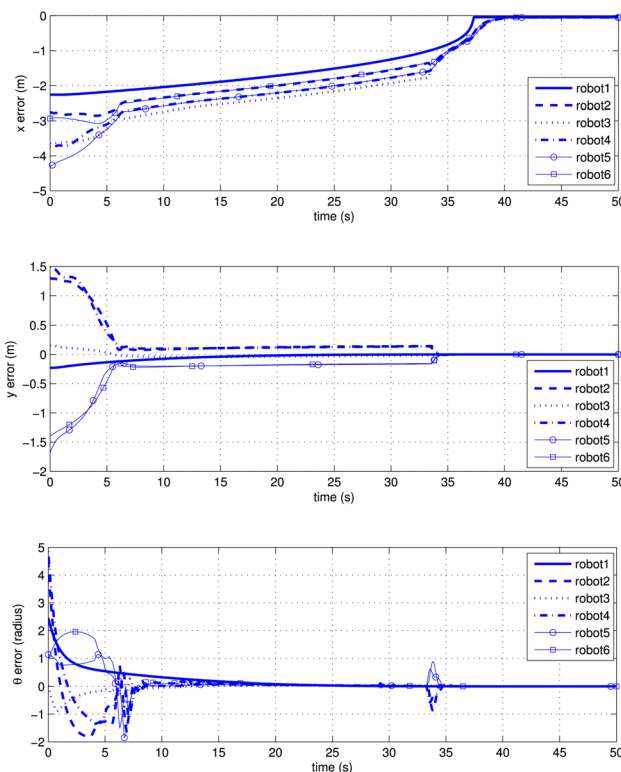 0
−1
−2
−3
−4
−5
x error (m)
0 5 10 15 20 25 30 35 40 45 50
time (s)
robot1
robot2
robot3
robot4
robot5
robot6
1.5
1
0.5
0
−0.5
−1
−1.5
−2
y error (m)
0 5 10 15 20 25 30 35 40 45 50
time (s)
robot1
robot2
robot3
robot4
robot5
robot6
5
4
3
2
1
0
−1
−2
θ error (radius)
0 5 10 15 20 25 30 35 40 45 50
time (s)
robot1
robot2
robot3
robot4
robot5
robot6